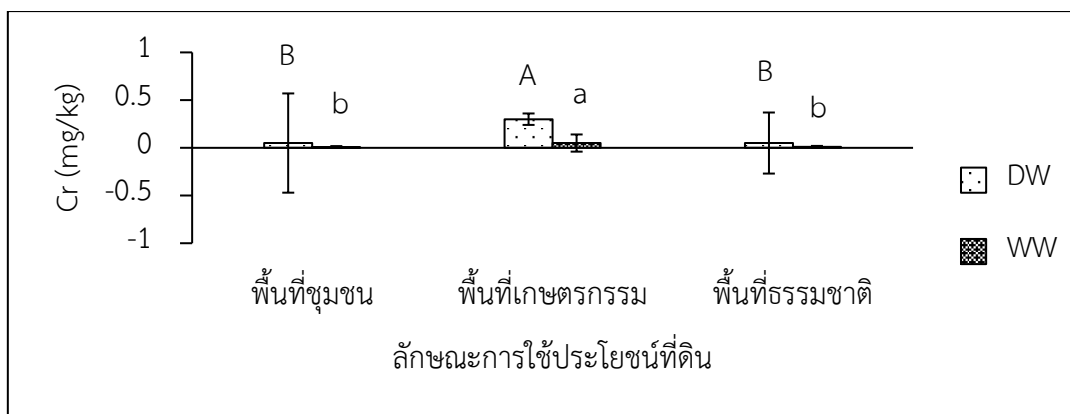 Cr (mg/kg)
1
0.5
0
-0.5
-1
B
b
A
a
B
b
พื้นที่ชุมชน
พื้นที่เกษตรกรรม
พื้นที่ธรรมชาติ
ลักษณะการใช้ประโยชน์ที่ดิน
DW
WW